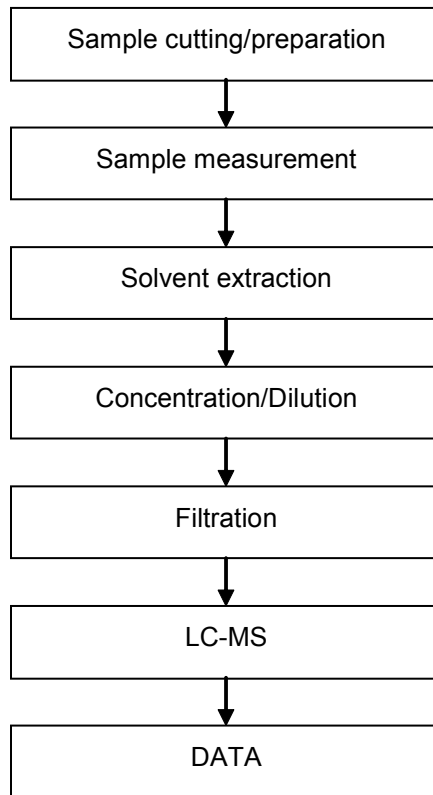 Sample cutting/preparation
Sample measurement
Solvent extraction
Concentration/Dilution
Filtration
LC-MS
DATA